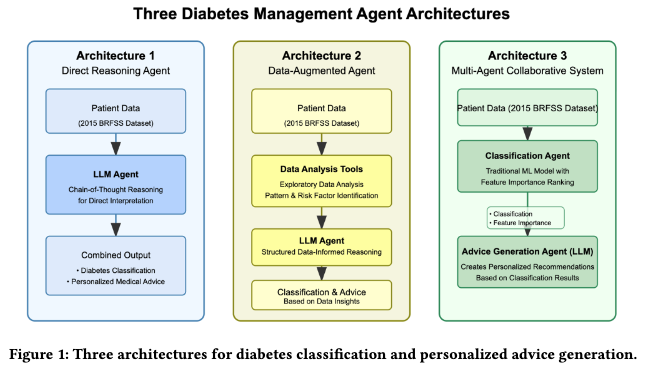 Three Diabetes Management Agent Architectures
Architecture 1
Direct Reasoning Agent
Patient Data
(2015 BRFSS Dataset)
LLM Agent
Chain-of-Thought Reasoning
for Direct Interpretation
Combined Output
• Diabetes Classification
• Personalized Medical Advice
Architecture 2
Data-Augmented Agent
Patient Data
(2015 BRFSS Dataset)
Data Analysis Tools
Exploratory Data Analysis
Pattern & Risk Factor Identification
LLM Agent
Structured Data-Informed Reasoning
Classification & Advice
Based on Data Insights
Architecture 3
Multi-Agent Collaborative System
Patient Data (2015 BRFSS Dataset)
Classification Agent
Traditional ML Model with
Feature Importance Ranking
• Classification
• Feature Importance
Advice Generation Agent (LLM)
Creates Personalized Recommendations
Based on Classification Results
Figure 1: Three architectures for diabetes classification and personalized advice generation.